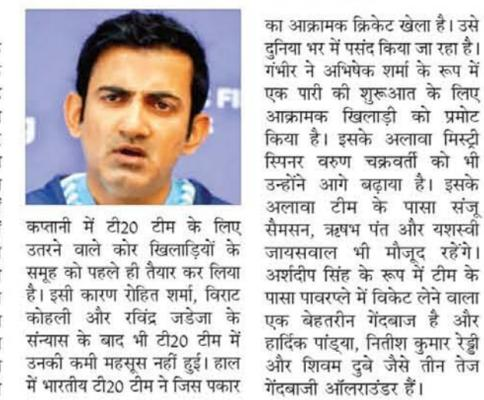 कप्तानी में टी20 टीम के लिए
उतरने वाले कोर खिलाड़ियों के
समूह को पहले ही तैयार कर लिया
है। इसी कारण रोहित शर्मा, विराट
कोहली और रविंद्र जडेजा के
संन्यास के बाद भी टी20 टीम में
उनकी कमी महसूस नहीं हुई। हाल
में भारतीय टी20 टीम ने जिस पकार
का आक्रामक क्रिकेट खेला है। उसे
दुनिया भर में पसंद किया जा रहा है।
गंभीर ने अभिषेक शर्मा के रूप में
एक पारी की शुरूआत के लिए
आक्रामक खिलाड़ी को प्रमोट
किया है। इसके अलावा मिस्ट्री
स्पिनर वरुण चक्रवर्ती को भी
उन्होंने आगे बढ़ाया है। इसके
अलावा टीम के पासा संजू
सैमसन, ऋषभ पंत और यशस्वी
जायसवाल भी मौजूद रहेंगे।
अर्शदीप सिंह के रूप में टीम के
पासा पावरप्ले में विकेट लेने वाला
एक बेहतरीन गेंदबाज है और
हार्दिक पांड्या, नितीश कुमार रेड्डी
और शिवम दुबे जैसे तीन तेज
गेंदबाजी ऑलराउंडर हैं।